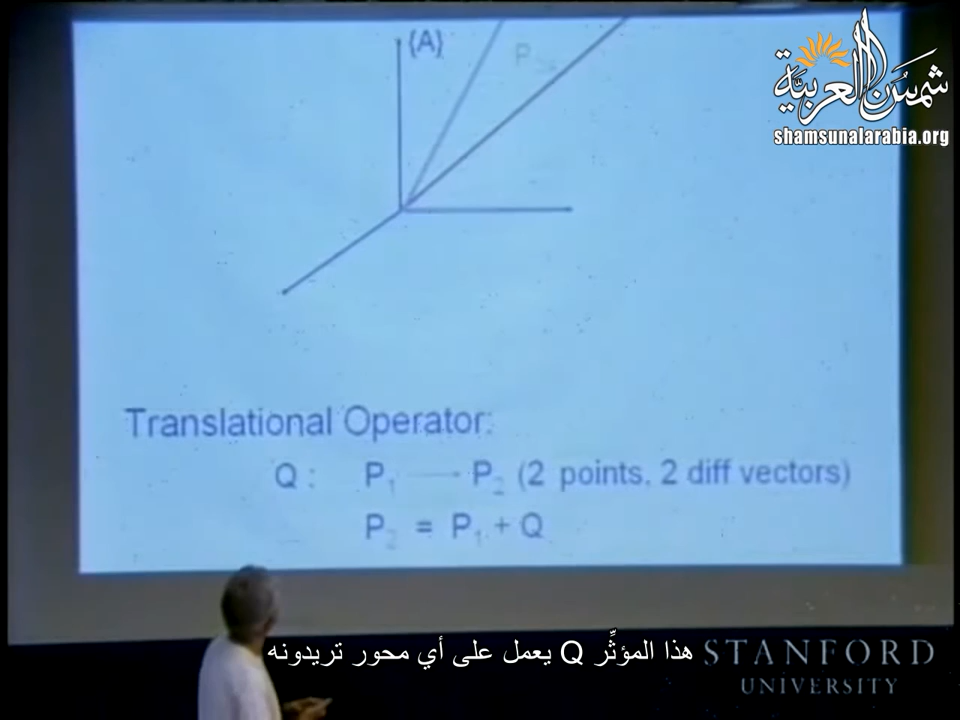 {A}
P
شمس العربية
shamsunalarabia.org
Translational Operator:
Q : P₁ → P₂ (2 points, 2 diff vectors)
P₂ = P₁ + Q
هذا المؤثِّر Q يعمل على أي محور تريدونه
STANFORD
UNIVERSITY